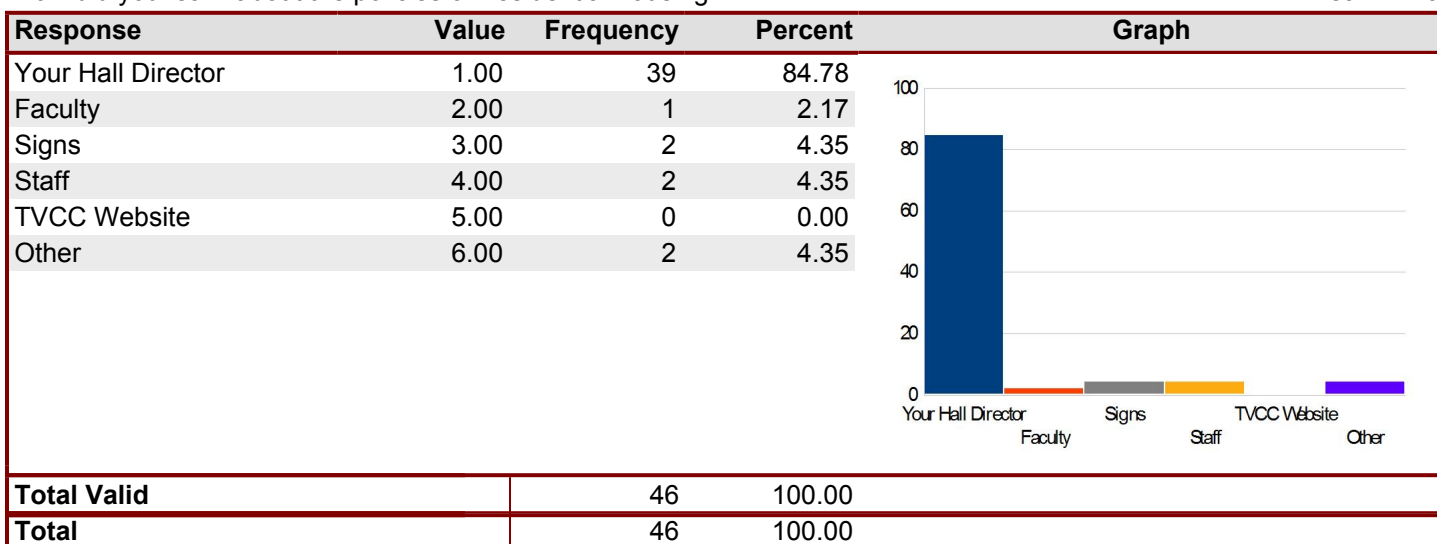 Response Value Frequency Percent Graph
Your Hall Director 1.00 39 84.78
Faculty 2.00 1 2.17
Signs 3.00 2 4.35
Staff 4.00 2 4.35
TVCC Website 5.00 0 0.00
Other 6.00 2 4.35
100
80
60
40
20
0
Your Hall Director Signs TVCC Website
Faculty Staff Other
Total Valid 46 100.00
Total 46 100.00